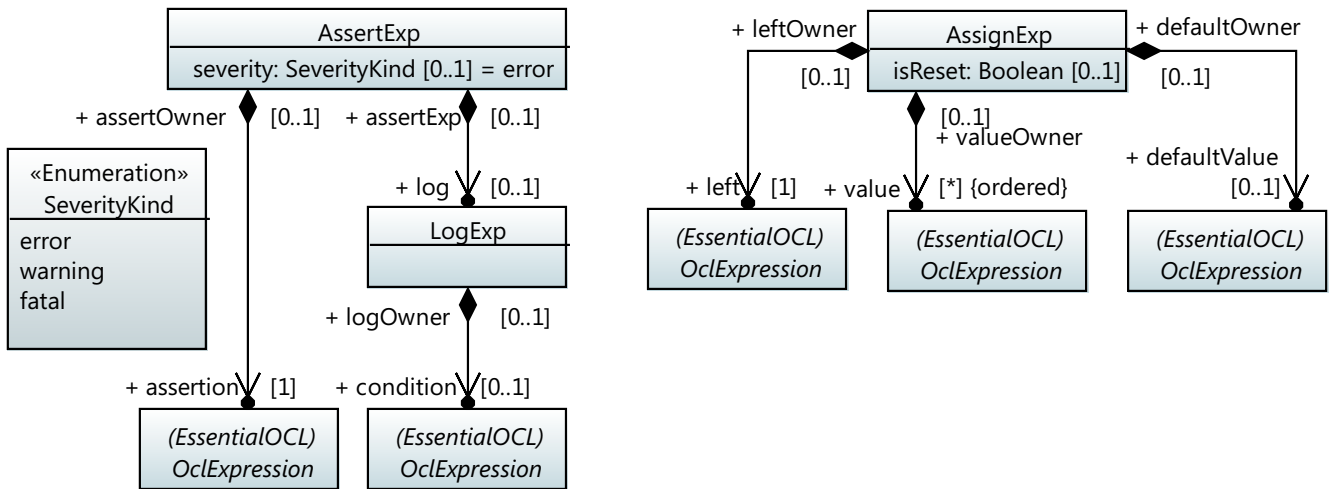 AssertExp
severity: SeverityKind [0..1] = error
+ assertOwner
[0..1]
+ assertExp
[0..1]
«Enumeration»
SeverityKind
error
warning
fatal
+ log
[0..1]
LogExp
+ logOwner
[0..1]
+ assertion
[1]
+ condition
[0..1]
(EssentialOCL)
OclExpression
(EssentialOCL)
OclExpression
+ leftOwner
[0..1]
AssignExp
isReset: Boolean [0..1]
+ defaultOwner
[0..1]
[0..1]
+ valueOwner
+ left
[1]
+ value
[*] {ordered}
+ defaultValue
[0..1]
(EssentialOCL)
OclExpression
(EssentialOCL)
OclExpression
(EssentialOCL)
OclExpression